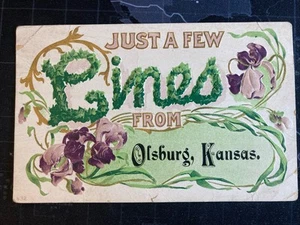 JUST A FEW
Lines
FROM
Olsburg, Kansas.